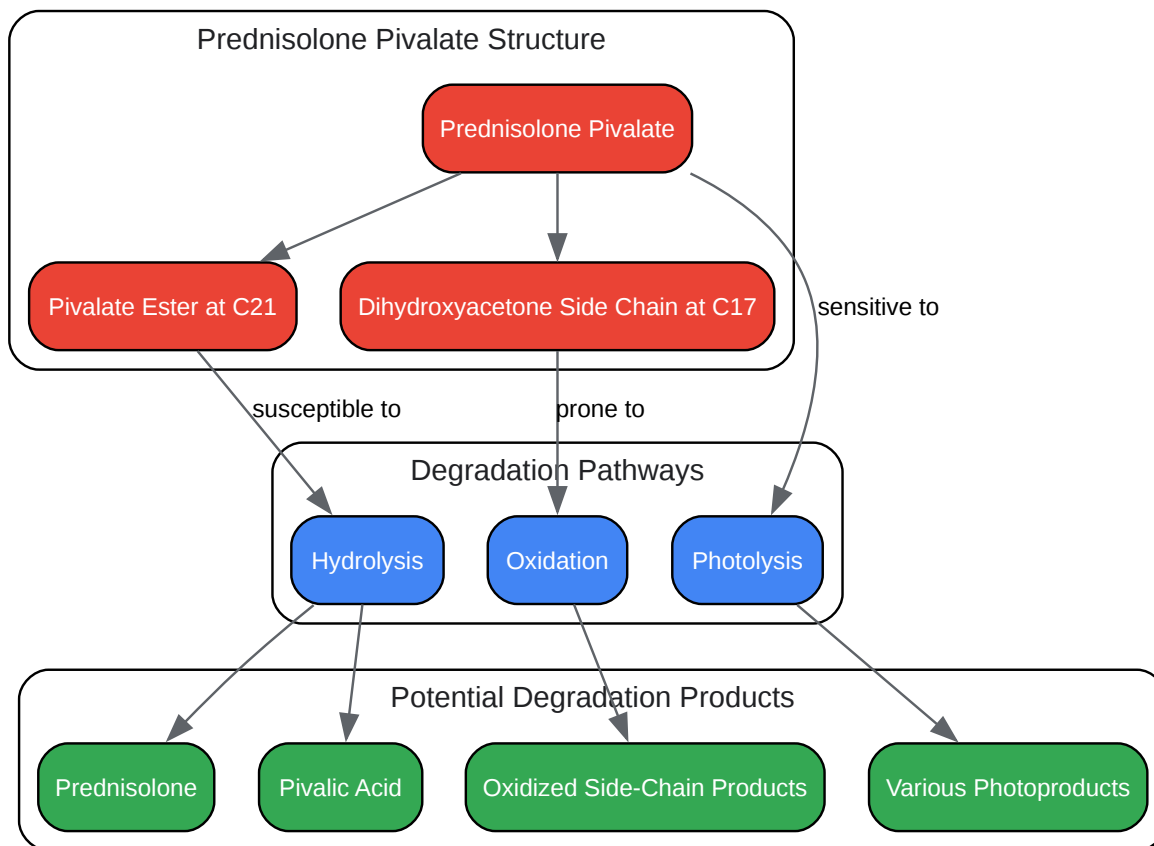 Prednisolone Pivalate Structure
Prednisolone Pivalate
Pivalate Ester at C21
Dihydroxyacetone Side Chain at C17
sensitive to
susceptible to
prone to
Degradation Pathways
Hydrolysis
Oxidation
Photolysis
Potential Degradation Products
Prednisolone
Pivalic Acid
Oxidized Side-Chain Products
Various Photoproducts